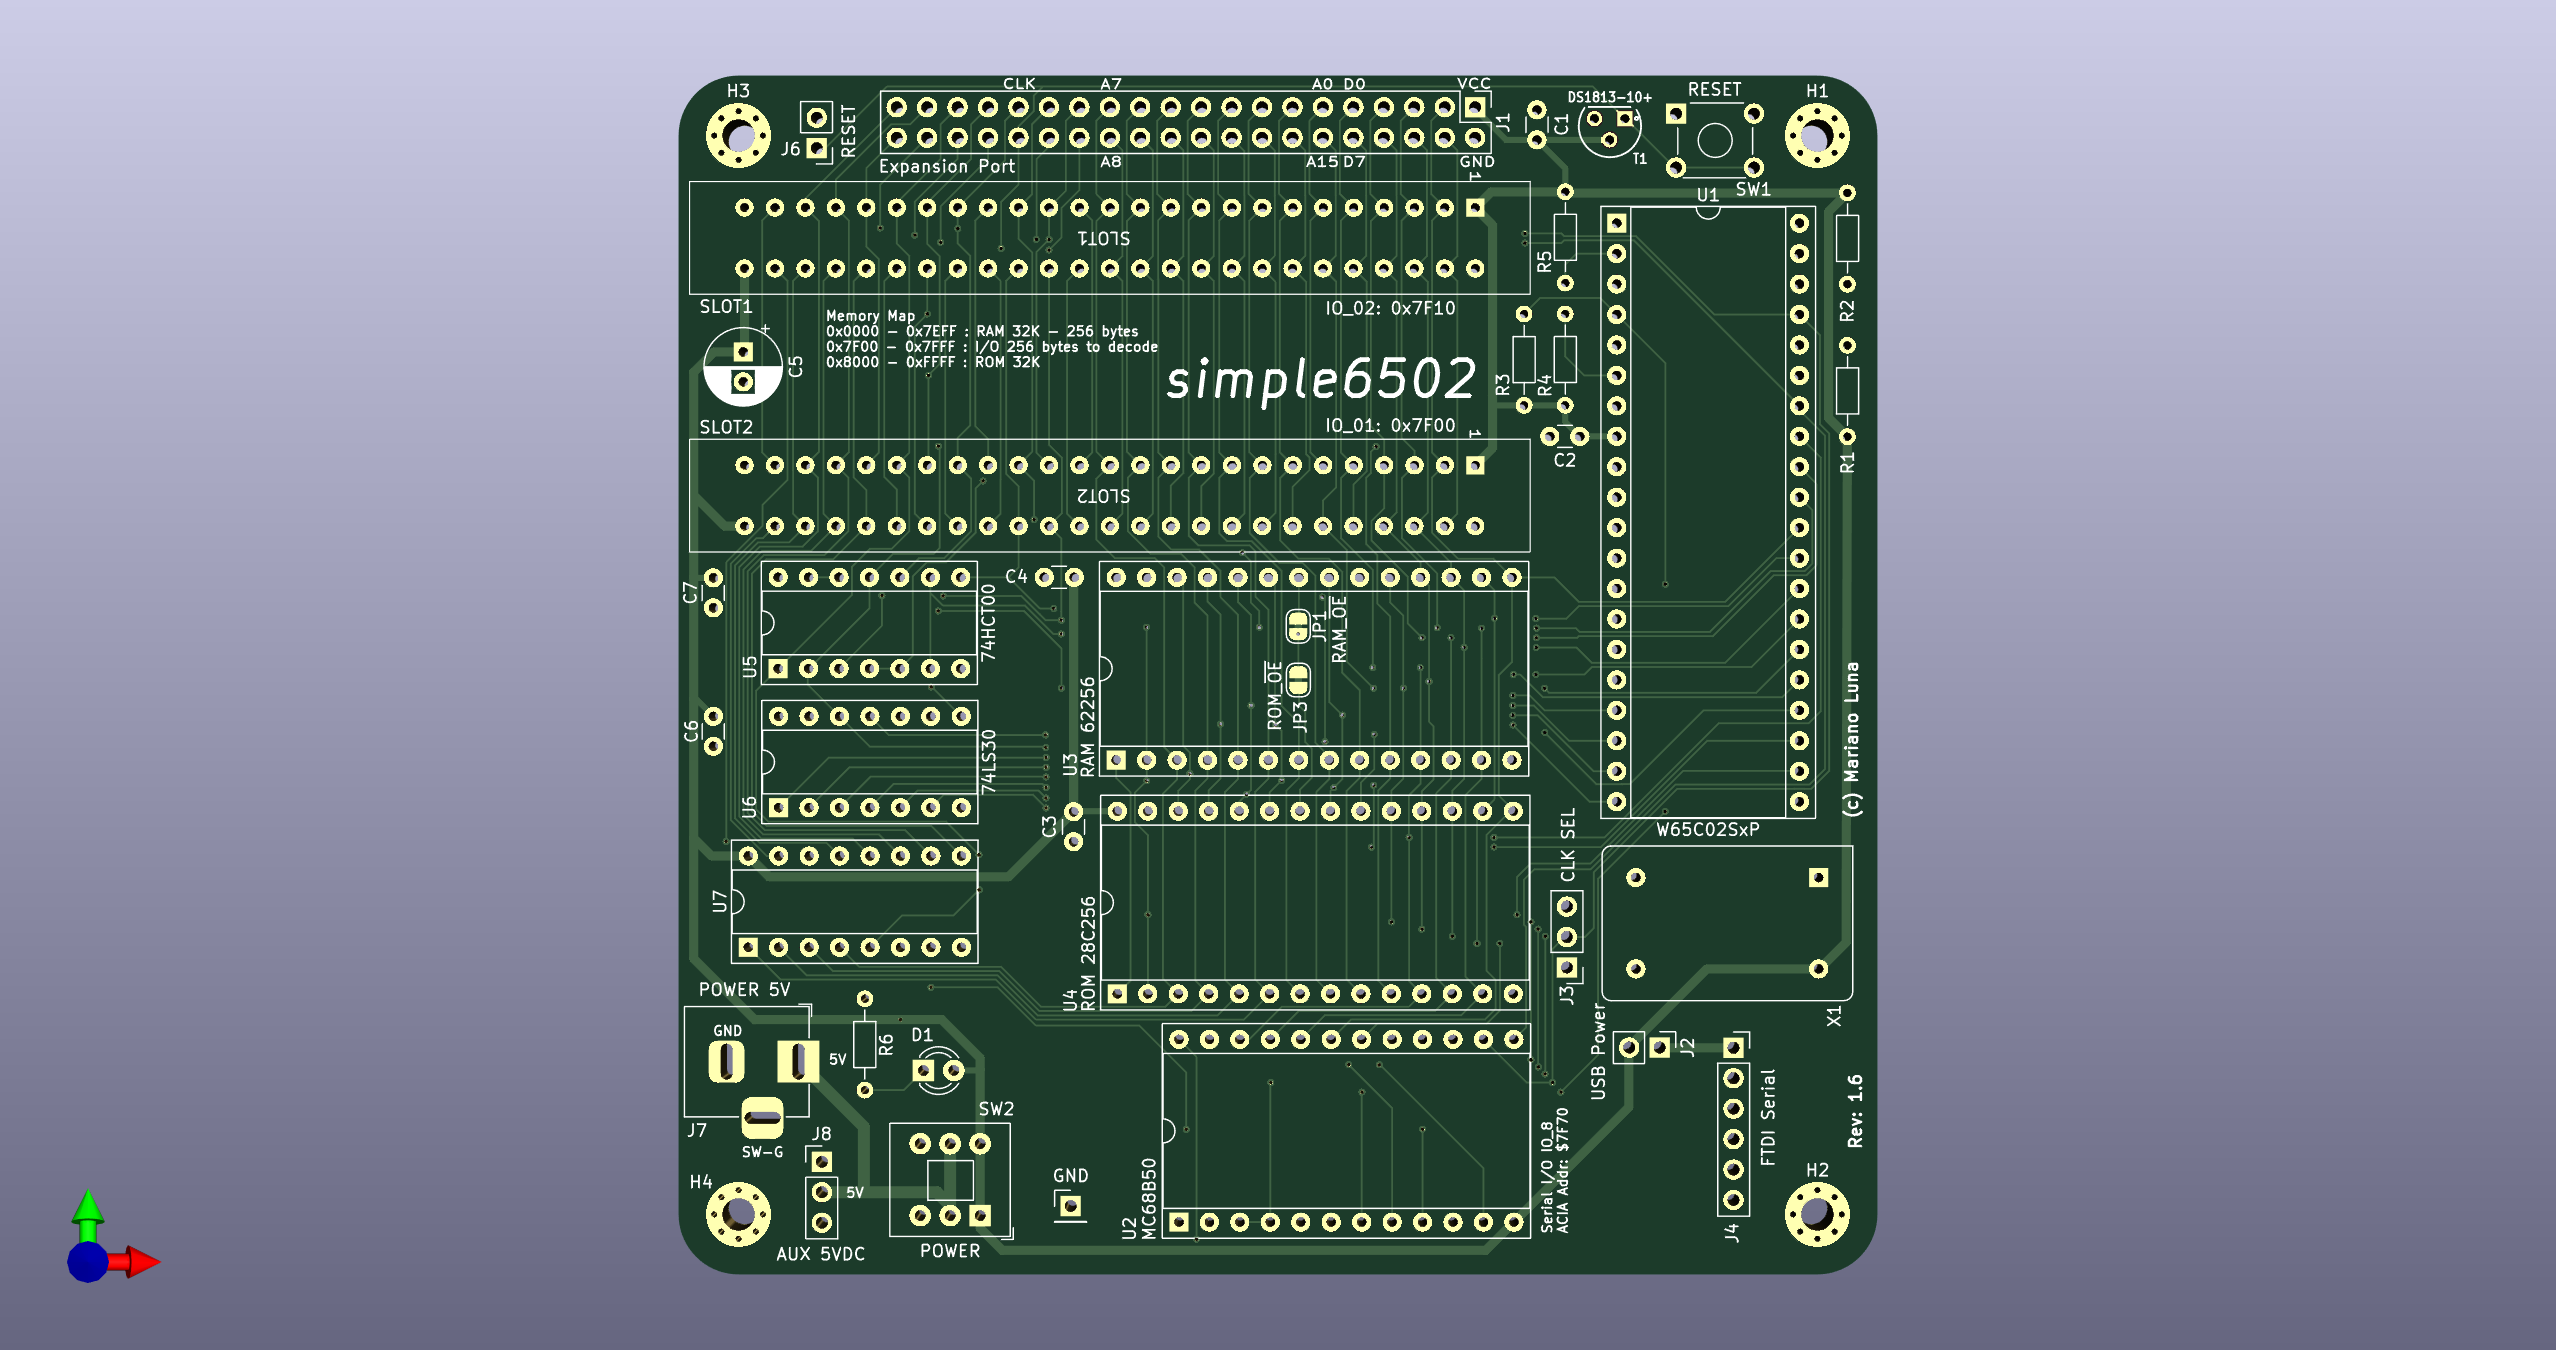 CLK A7 A0 D0 VCC
H3
RESET
J6
J1
C1
DS1813-10+
T1
RESET
H1
Expansion Port A8 A15 D7 GND
1
SW1
U1
SLOT1
R5
R2
SLOT1
IO_02: 0x7F10
Memory Map
0x0000 - 0x7EFF : RAM 32K - 256 bytes
0x7F00 - 0x7FFF : I/O 256 bytes to decode
0x8000 - 0xFFFF : ROM 32K
+
C5
simple6502
R3
R4
SLOT2
IO_01: 0x7F00
1
C2
R1
SLOT2
C7
C4
74HCT00
U5
JP1
RAM_OE
ROM_OE
JP3
U3
RAM 62256
(c) Mariano Luna
C6
74LS30
U6
C3
W65C02SxP
CLK SEL
U7
U4
ROM 28C256
J3
X1
POWER 5V
GND
5V
R6
D1
USB Power
J2
J7
SW-G
J8
SW2
FTDI Serial
Rev: 1.6
H4
5V
GND
U2
MC68B50
Serial I/O IO_8
ACIA Addr: $7F70
H2
J4
AUX 5VDC
POWER